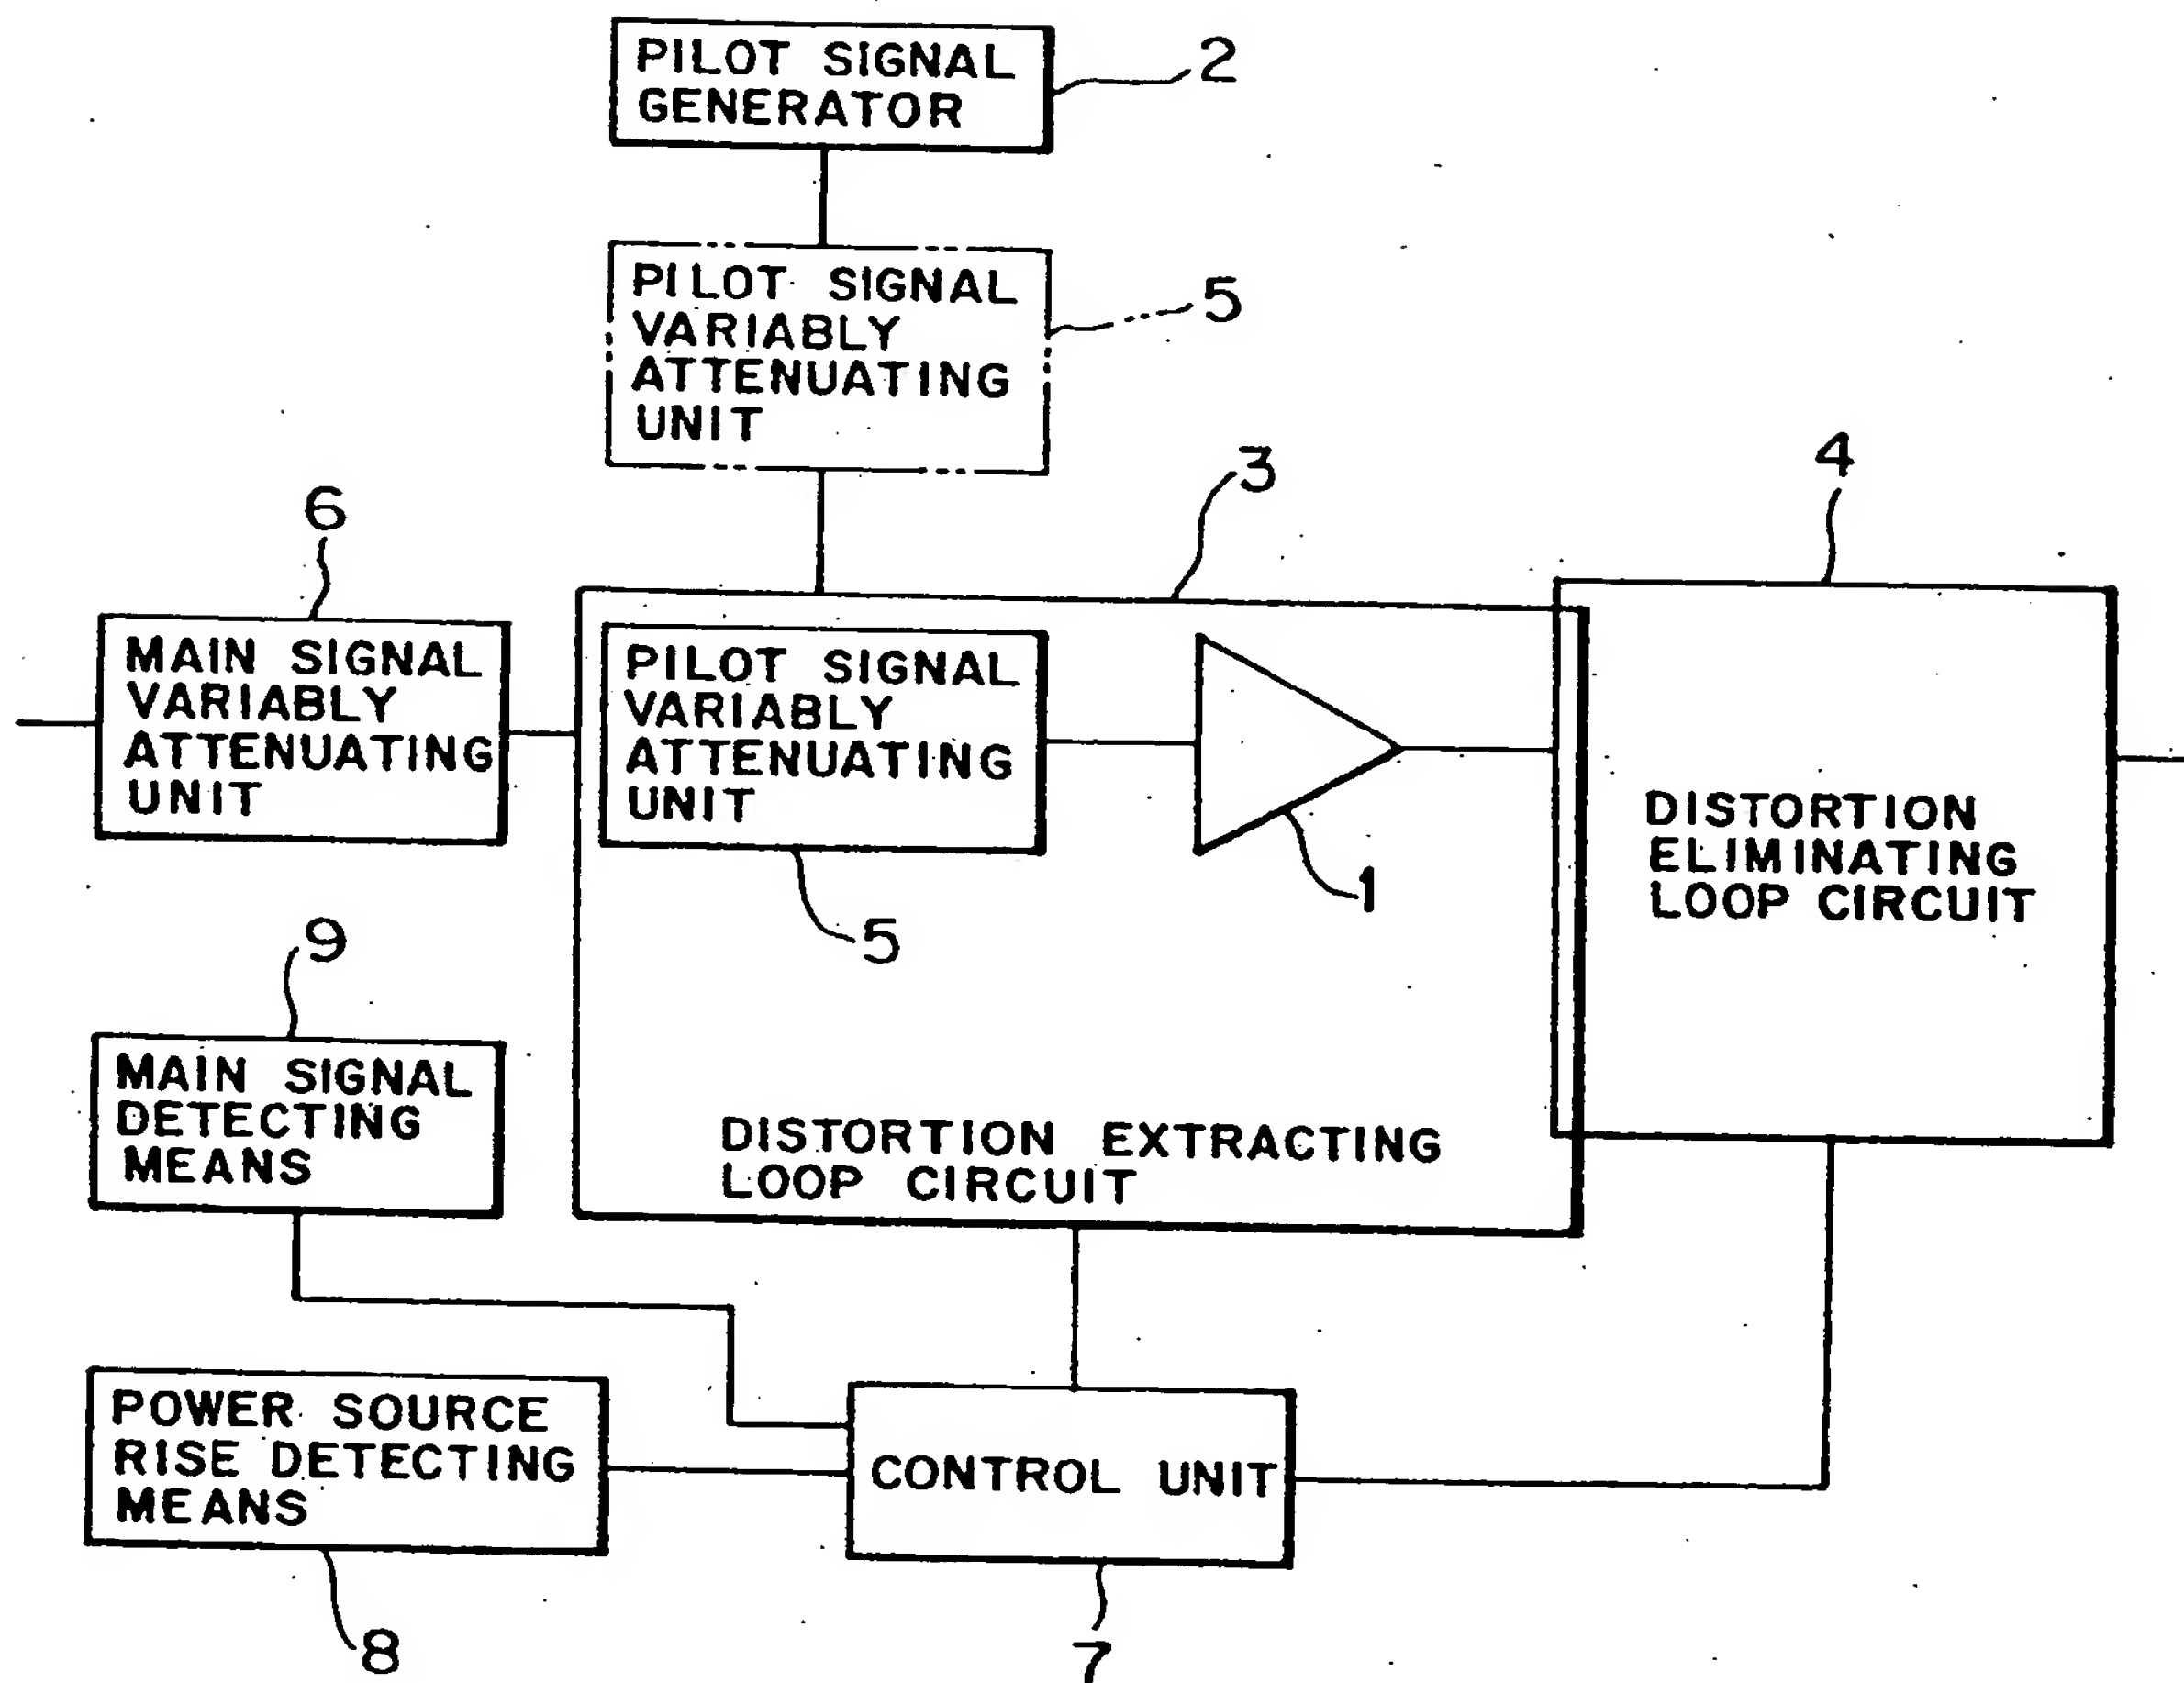 PILOT SIGNAL
GENERATOR
2
PILOT SIGNAL
VARIABLY
ATTENUATING
UNIT
5
3
4
6
MAIN SIGNAL
VARIABLY
ATTENUATING
UNIT
PILOT SIGNAL
VARIABLY
ATTENUATING
UNIT
5
1
DISTORTION
ELIMINATING
LOOP CIRCUIT
9
MAIN SIGNAL
DETECTING
MEANS
DISTORTION EXTRACTING
LOOP CIRCUIT
POWER SOURCE
RISE DETECTING
MEANS
8
CONTROL UNIT
7